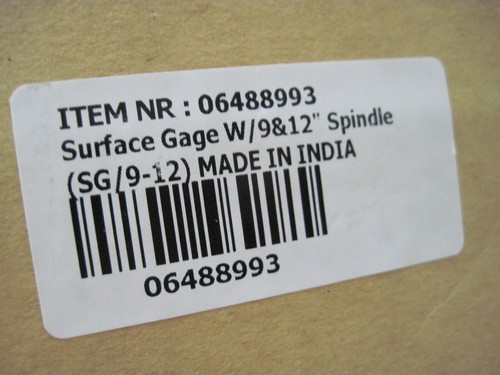 ITEM NR : 06488993
Surface Gage W/9&12" Spindle
(SG/9-12) MADE IN INDIA
06488993